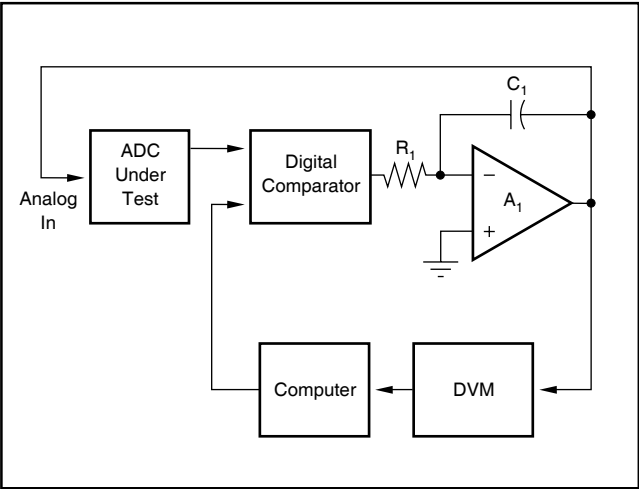 C1
ADC
Under
Test
Digital
Comparator
R1
−
A1
+
Analog
In
Computer
DVM